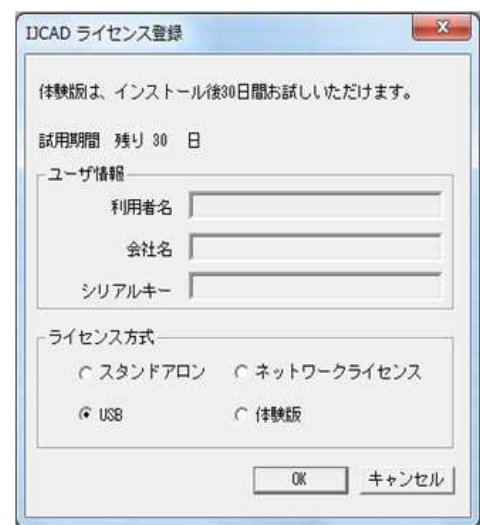 IJCAD ライセンス登録
体験版は、インストール後30日間お試しいただけます。
試用期間 残り 30 日
ユーザ情報
利用者名
会社名
シリアルキー
ライセンス方式
スタンドアロン ネットワークライセンス
USB 体験版
OK キャンセル